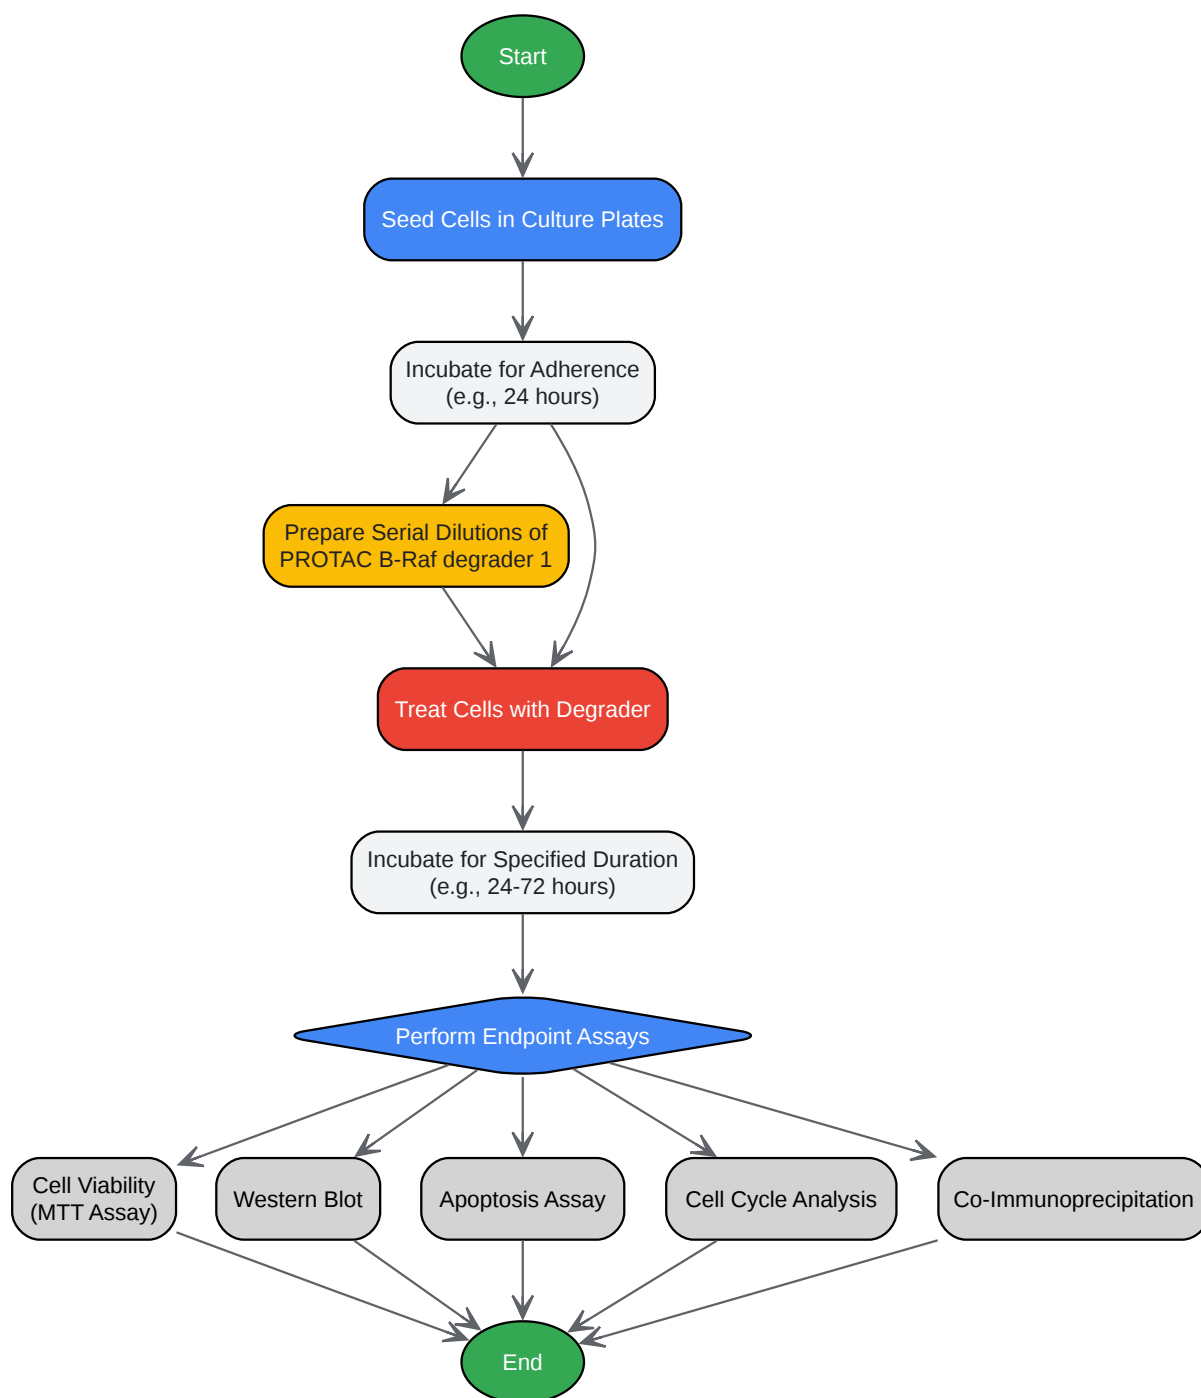 Start
Seed Cells in Culture Plates
Incubate for Adherence
(e.g., 24 hours)
Prepare Serial Dilutions of
PROTAC B-Raf degrader 1
Treat Cells with Degrader
Incubate for Specified Duration
(e.g., 24-72 hours)
Perform Endpoint Assays
Cell Viability
(MTT Assay)
Western Blot
Apoptosis Assay
Cell Cycle Analysis
Co-Immunoprecipitation
End